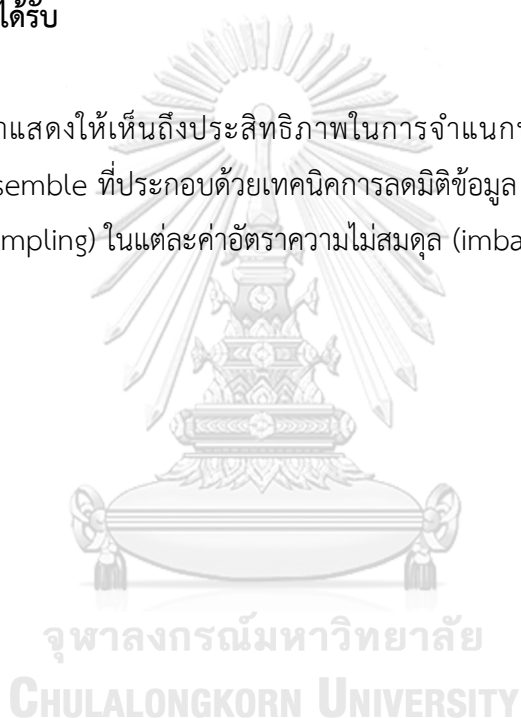 ได้รับ
าแสดงให้เห็นถึงประสิทธิภาพในการจำแนกข
semble ที่ประกอบด้วยเทคนิคการลดมิติข้อมูล
mpling) ในแต่ละค่าอัตราความไม่สมดุล (imba
จุฬาลงกรณ์มหาวิทยาลัย
CHULALONGKORN UNIVERSITY